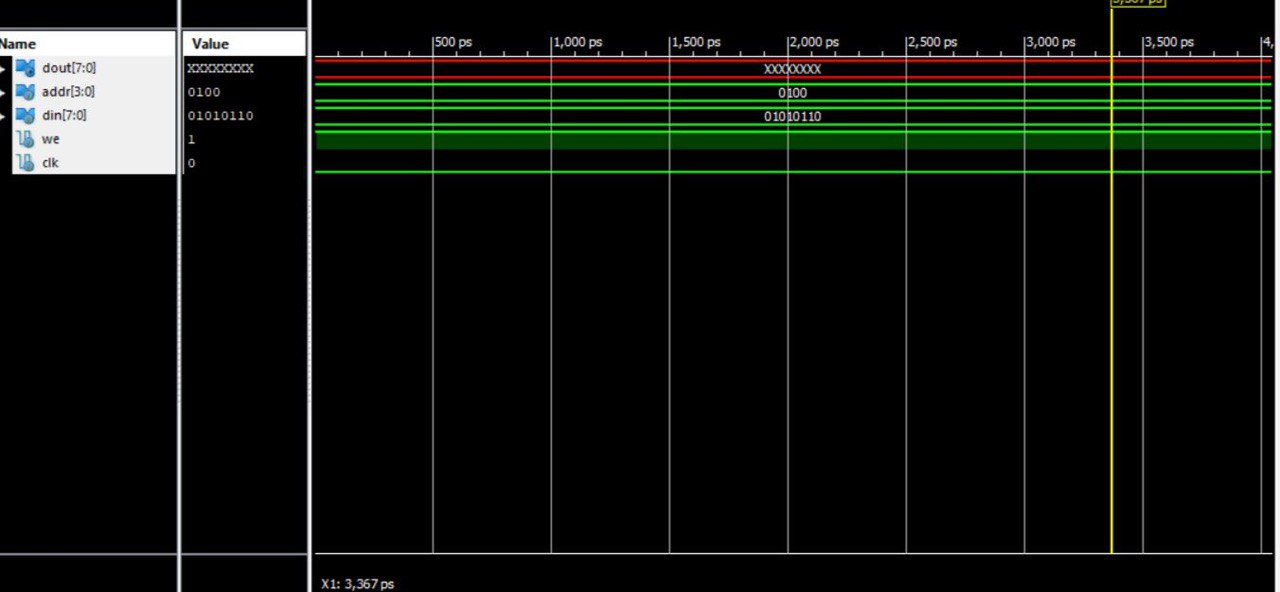 3,367 ps
Name Value
500 ps 1,000 ps 1,500 ps 2,000 ps 2,500 ps 3,000 ps 3,500 ps 4,
dout[7:0] XXXXXXXX XXXXXXXX
addr[3:0] 0100 0100
din[7:0] 01010110 01010110
we 1
clk 0
X1: 3,367 ps